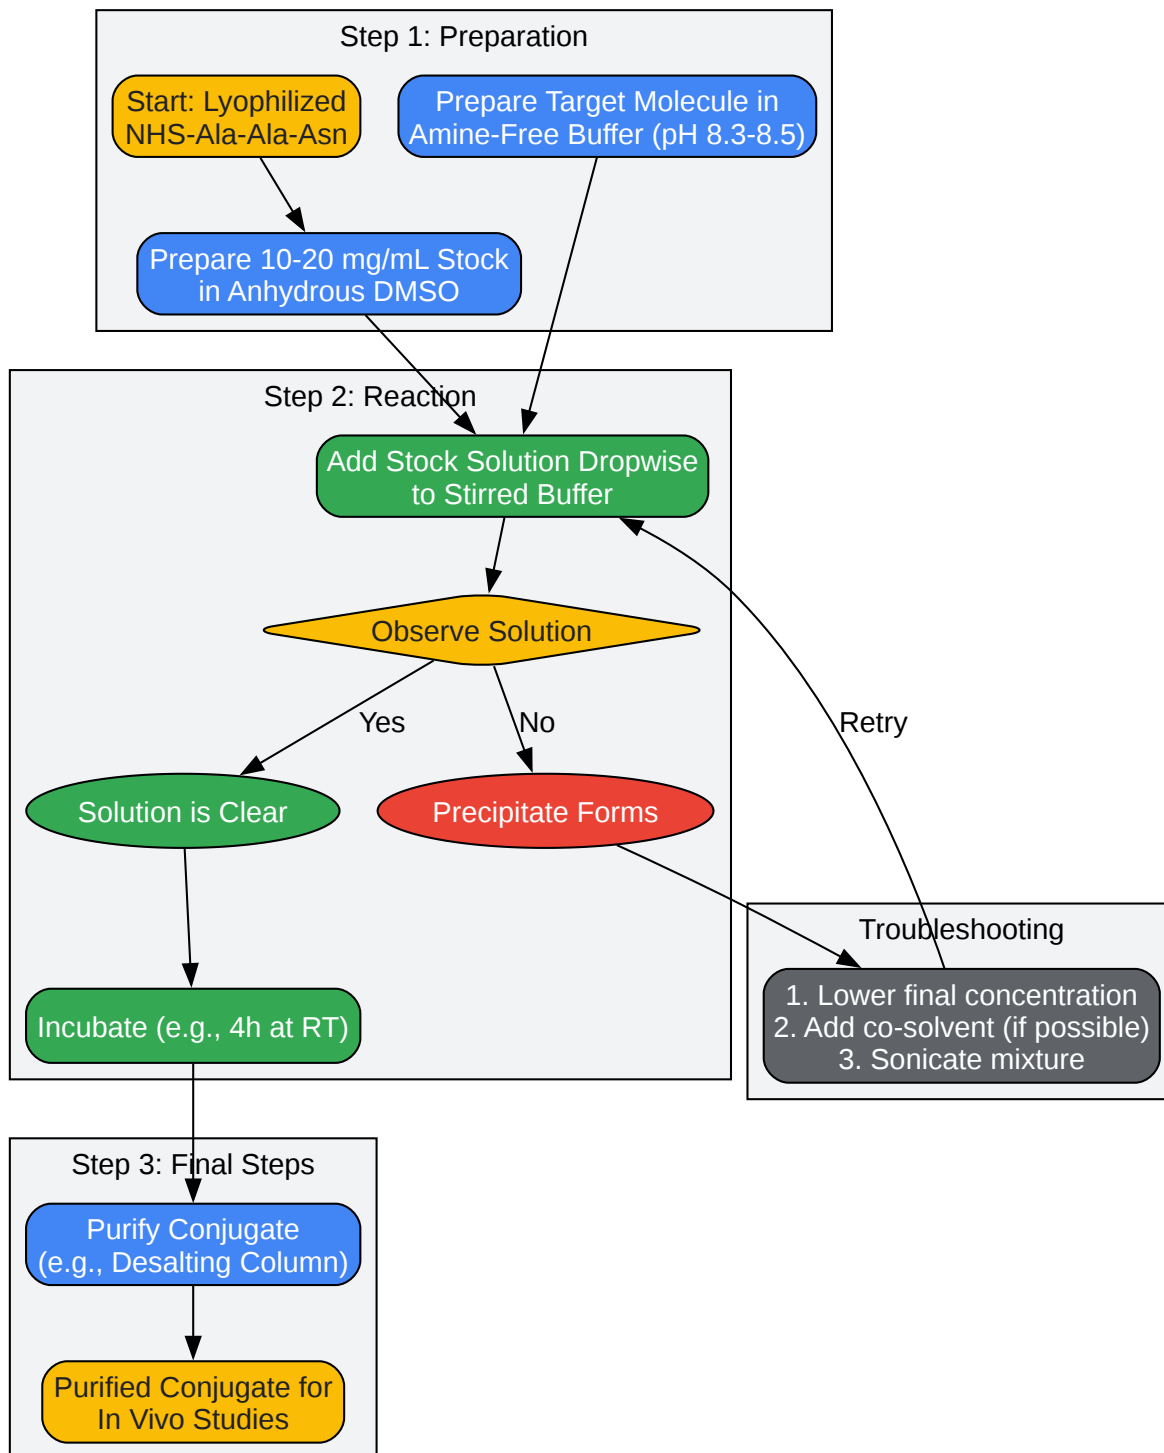 Step 1: Preparation
Start: Lyophilized
NHS-Ala-Ala-Asn
Prepare Target Molecule in
Amine-Free Buffer (pH 8.3-8.5)
Prepare 10-20 mg/mL Stock
in Anhydrous DMSO
Step 2: Reaction
Add Stock Solution Dropwise
to Stirred Buffer
Observe Solution
Yes
No
Retry
Solution is Clear
Precipitate Forms
Troubleshooting
1. Lower final concentration
2. Add co-solvent (if possible)
3. Sonicate mixture
Incubate (e.g., 4h at RT)
Step 3: Final Steps
Purify Conjugate
(e.g., Desalting Column)
Purified Conjugate for
In Vivo Studies